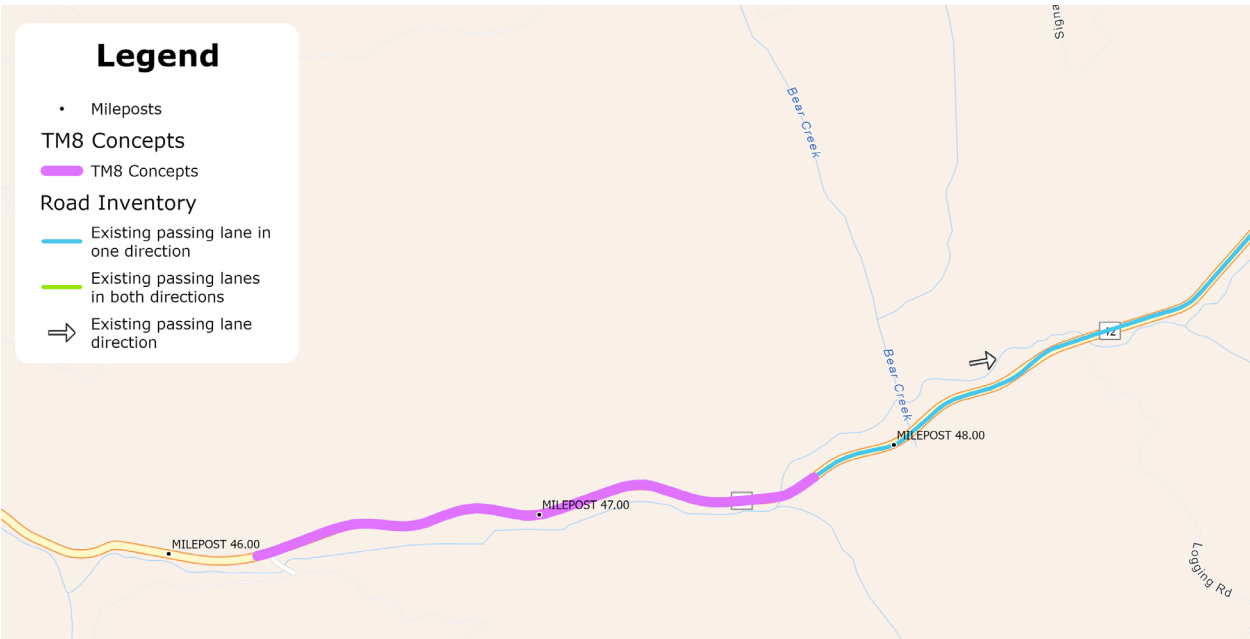 Legend
Mileposts
TM8 Concepts
TM8 Concepts
Road Inventory
Existing passing lane in
one direction
Existing passing lanes
in both directions
Existing passing lane
direction
Bear Creek
Bear Creek
MILEPOST 48.00
MILEPOST 47.00
MILEPOST 46.00
Logging Rd